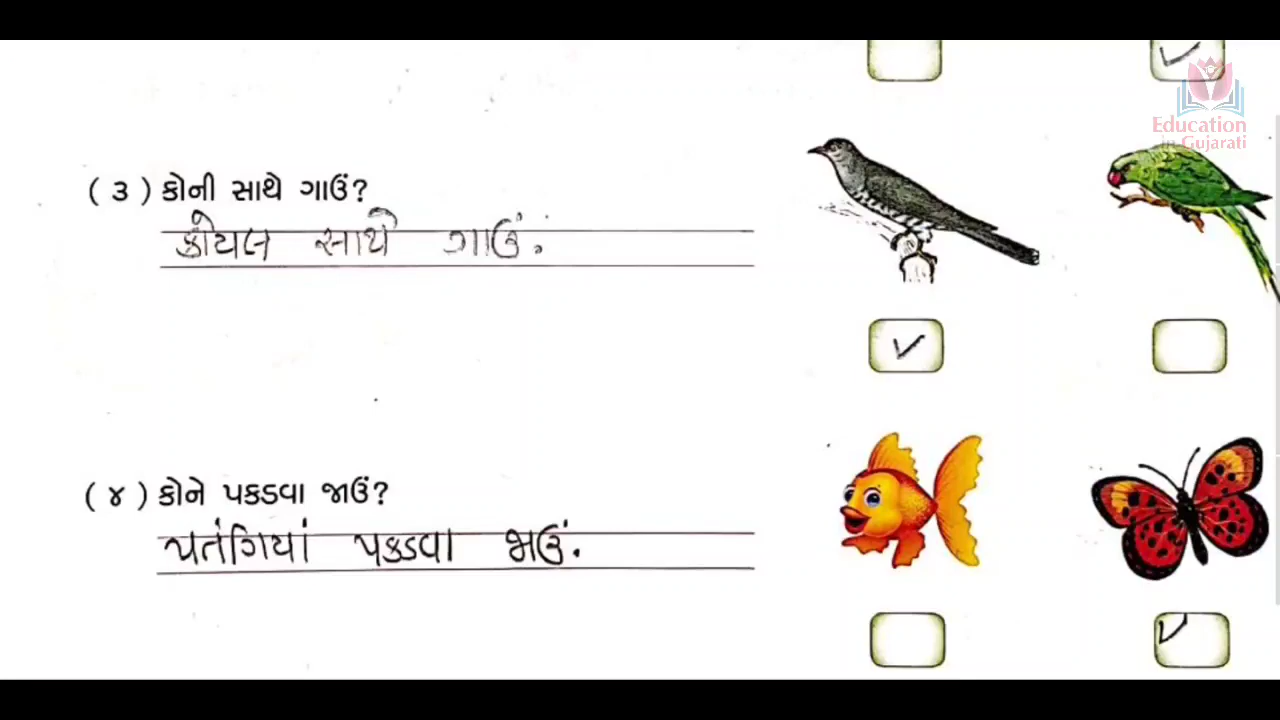 Education
in Gujarati
( ૩ ) કોની સાથે ગાઉં?
કોયલ સાથે ગાઉં.
( ૪ ) કોને પકડવા જાઉં?
પતંગિયાં પકડવા જાઉં.